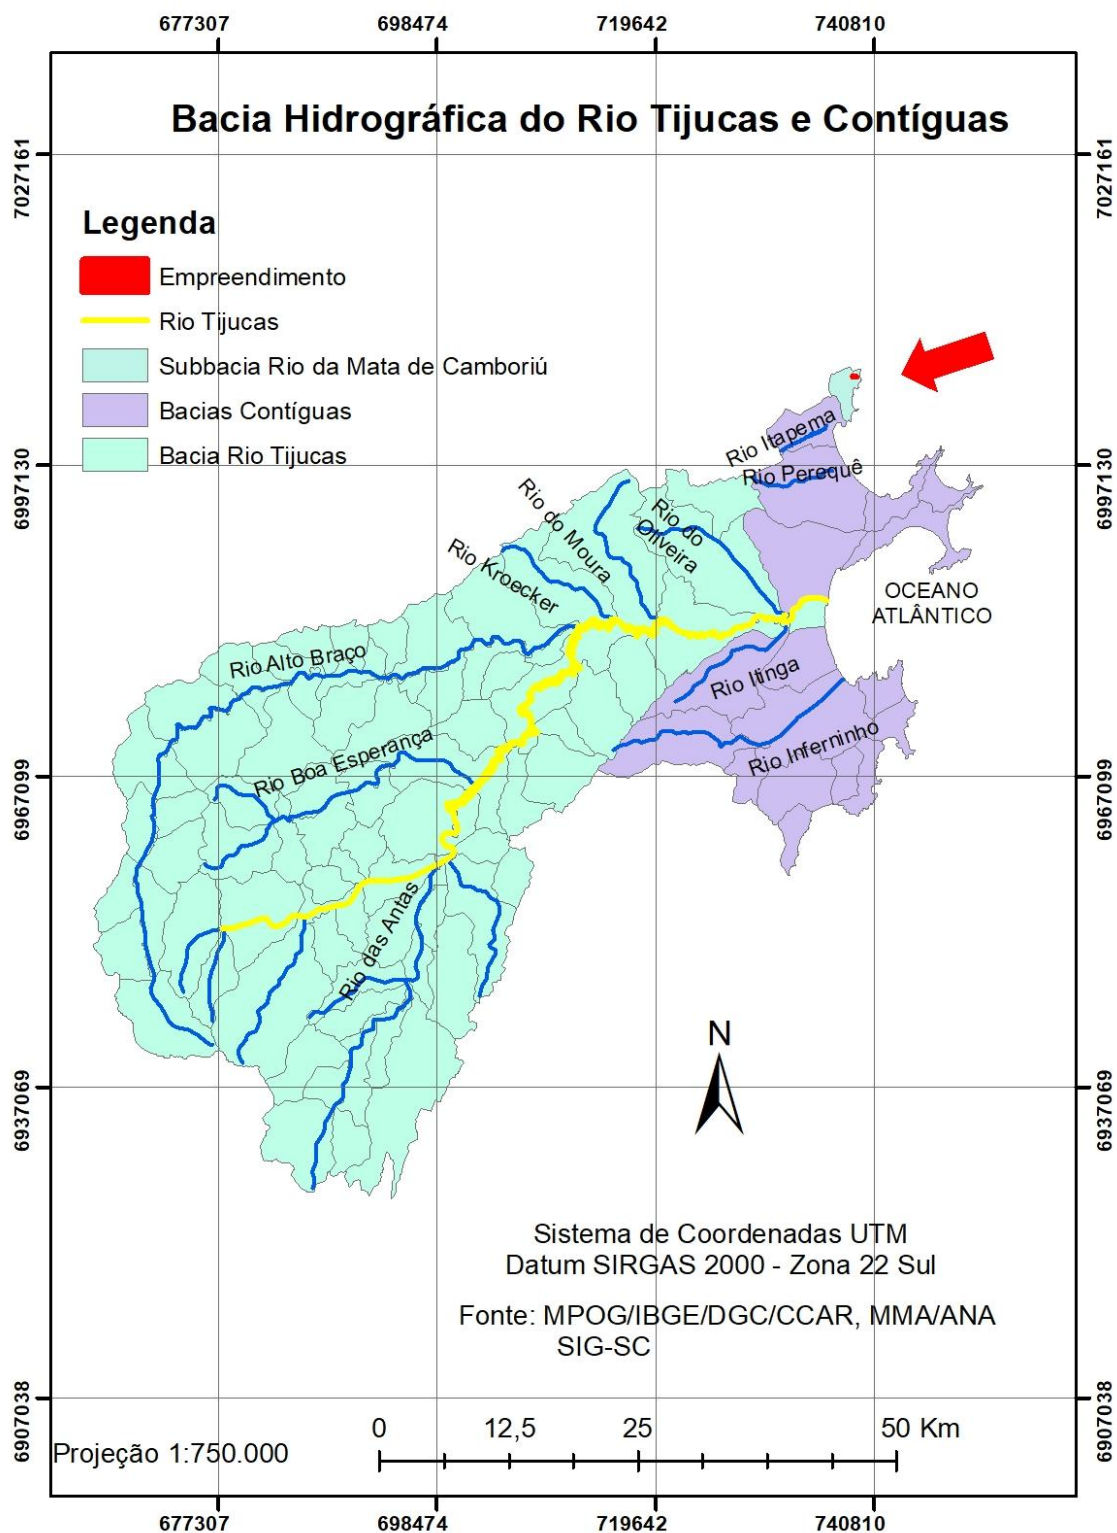 677307 698474 719642 740810
Bacia Hidrográfica do Rio Tijucas e Contíguas
7027161 7027161
Legenda
Empreendimento
Rio Tijucas
Subbacia Rio da Mata de Camboriú
Bacias Contíguas
Bacia Rio Tijucas
Rio Itapema
6997130 6997130
Rio Perequê
Rio do Moura
Rio do
Oliveira
Rio Kroecker
OCEANO
ATLÂNTICO
Rio Alto Braço
Rio Itinga
Rio Inferninho
Rio Boa Esperança
6967099 6967099
Rio das Antas
N
6937069 6937069
Sistema de Coordenadas UTM
Datum SIRGAS 2000 - Zona 22 Sul
Fonte: MPOG/IBGE/DGC/CCAR, MMA/ANA
SIG-SC
6907038 6907038
0 12,5 25 50 Km
Projeção 1:750.000
677307 698474 719642 740810